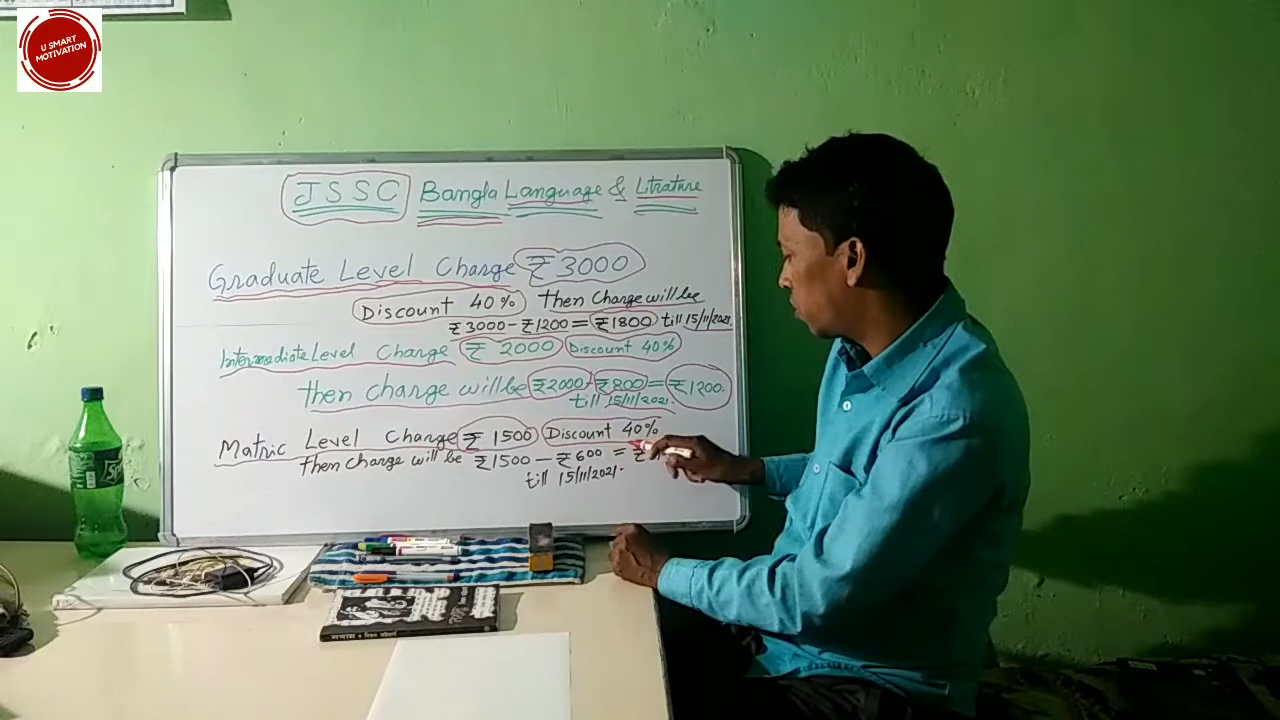 U SMART
MOTIVATION
JSSC Bangla Language & Litrature
Graduate Level Charge ₹3000
Discount 40% then Charge will be
₹3000-₹1200=₹1800 till 15/11/2021.
Intermediate Level Charge ₹ 2000 Discount 40%
then charge will be ₹2000-₹800=₹1200.
till 15/11/2021.
Matric Level Charge ₹ 1500 Discount 40%
then charge will be ₹1500-₹600=₹
till 15/11/2021.